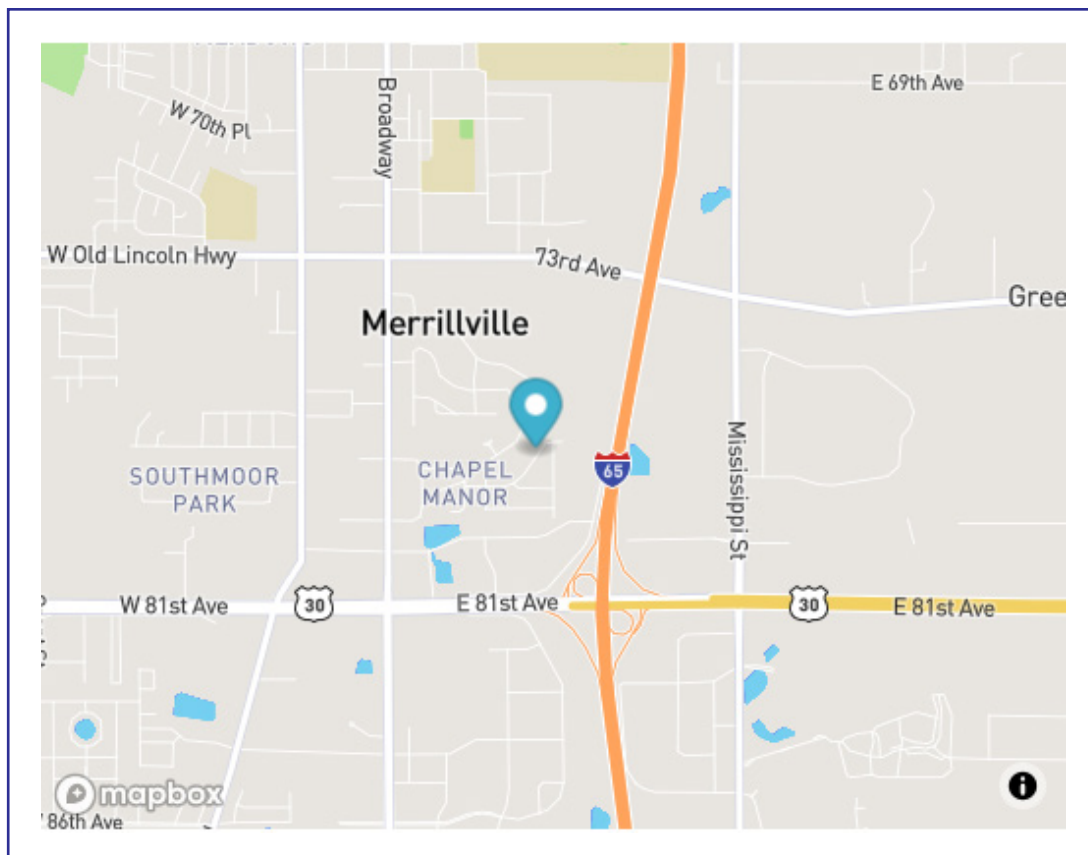 E 69th Ave
W 70th Pl
Broadway
W Old Lincoln Hwy
73rd Ave
Gree
Merrillville
Mississippi St
SOUTHMOOR
PARK
CHAPEL
MANOR
65
W 81st Ave
30
E 81st Ave
30
E 81st Ave
mapbox
86th Ave